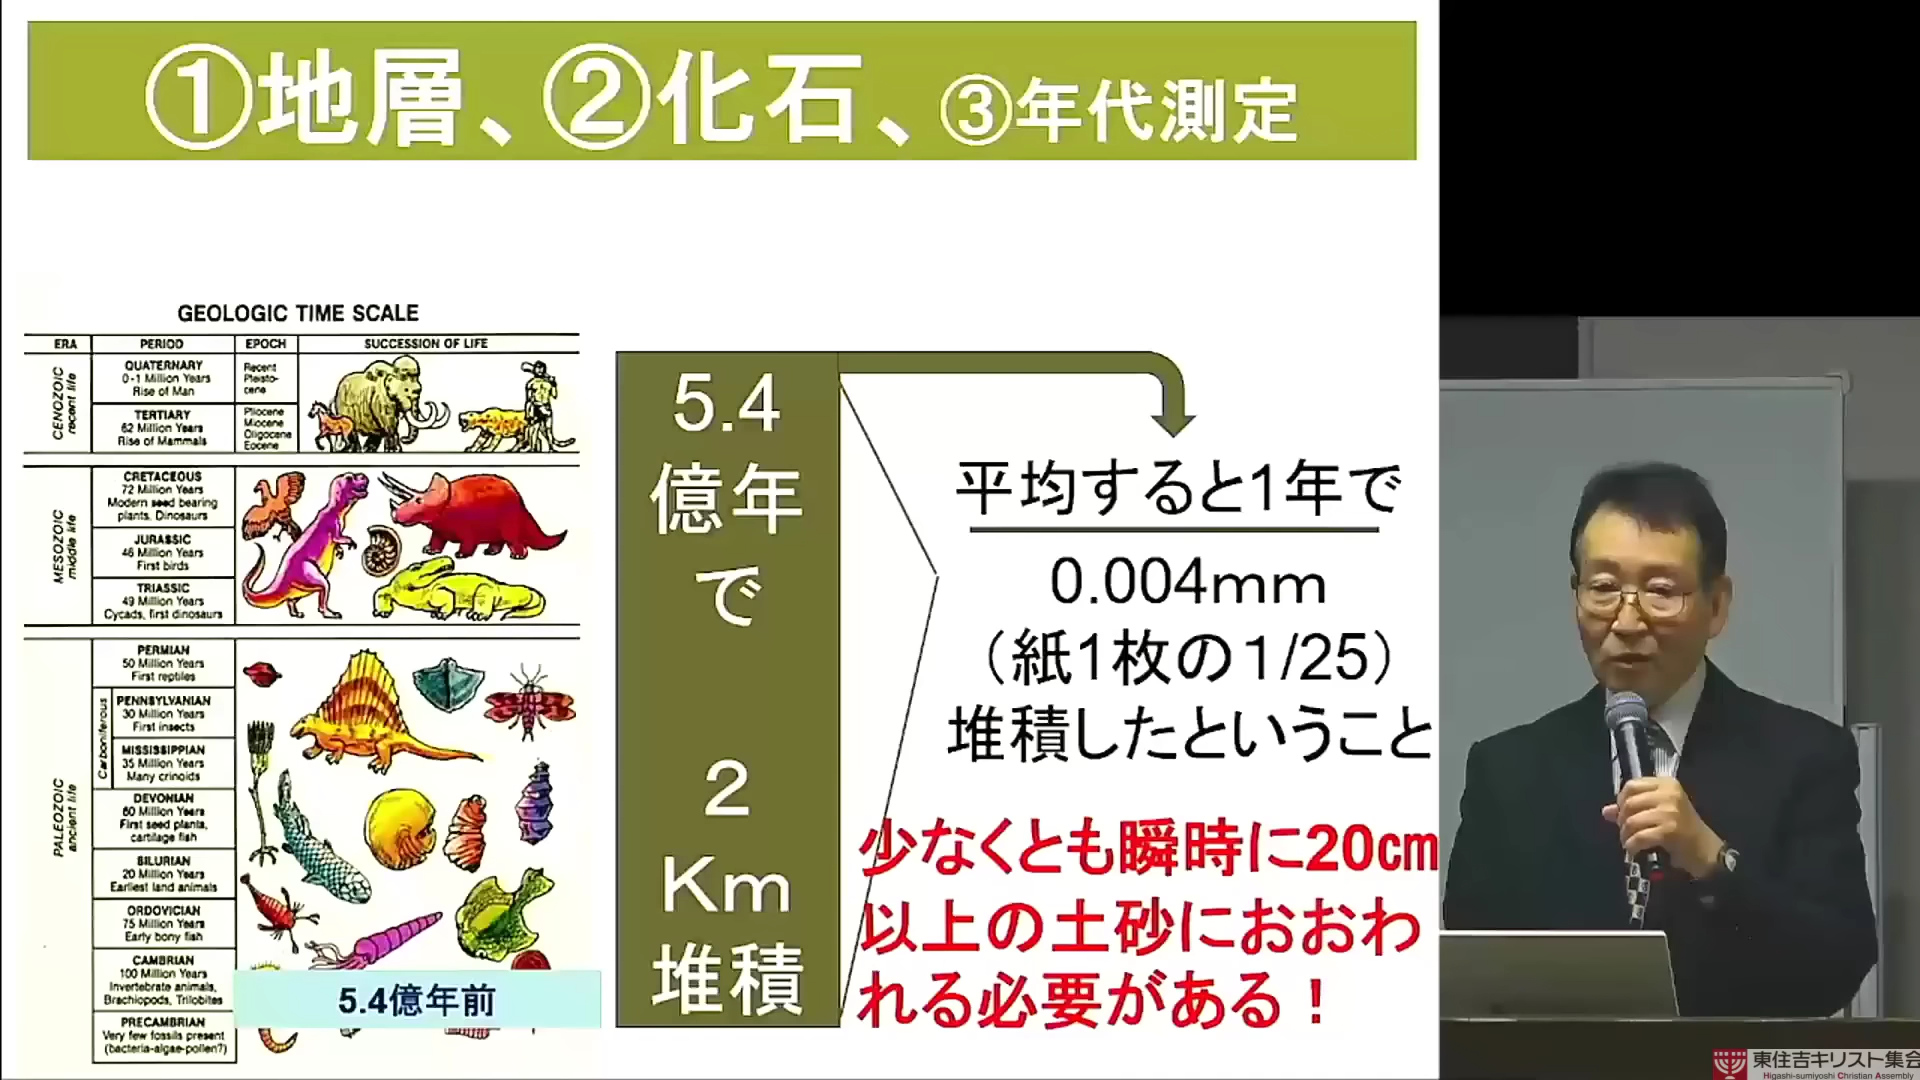 ①地層、②化石、③年代測定
GEOLOGIC TIME SCALE
ERA PERIOD EPOCH SUCCESSION OF LIFE
CENOZOIC
recent life
QUATERNARY
0-1 Million Years
Rise of Man
Recent
Pleisto-
cene
TERTIARY
62 Million Years
Rise of Mammals
Pliocene
Miocene
Oligocene
Eocene
MESOZOIC
middle life
CRETACEOUS
72 Million Years
Modern seed bearing
plants, Dinosaurs
JURASSIC
46 Million Years
First birds
TRIASSIC
49 Million Years
Cycads, first dinosaurs
PALEOZOIC
ancient life
PERMIAN
50 Million Years
First reptiles
Carboniferous
PENNSYLVANIAN
30 Million Years
First insects
MISSISSIPPIAN
35 Million Years
Many crinoids
DEVONIAN
60 Million Years
First seed plants,
cartilage fish
SILURIAN
20 Million Years
Earliest land animals
ORDOVICIAN
75 Million Years
Early bony fish
CAMBRIAN
100 Million Years
Invertebrate animals,
Brachiopods, Trilobites
PRECAMBRIAN
Very few fossils present
(bacteria-algae-pollen?)
5.4億年前
5.4
億年
で
2
Km
堆積
平均すると1年で
0.004mm
（紙1枚の１/25）
堆積したということ
少なくとも瞬時に20㎝
以上の土砂におおわ
れる必要がある！
東住吉キリスト集会
Higashi-sumiyoshi Christian Assembly